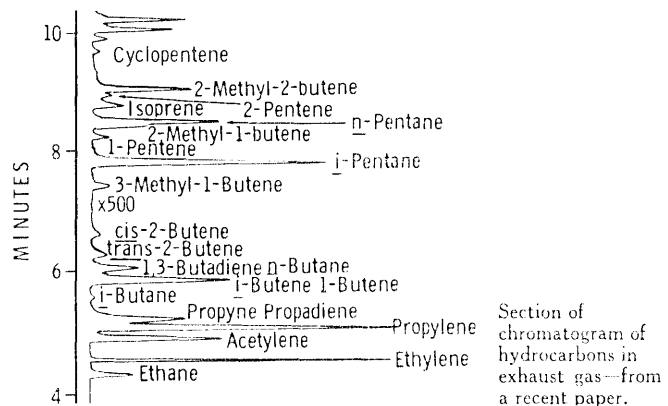 10
Cyclopentene
2-Methyl-2-butene
Isoprene 2-Pentene
n-Pentane
2-Methyl-1-butene
1-Pentene
i-Pentane
8
3-Methyl-1-Butene
x500
cis-2-Butene
trans-2-Butene
6
1,3-Butadiene n-Butane
i-Butene 1-Butene
i-Butane
Propyne Propadiene
Propylene
Acetylene
Ethylene
Ethane
4
MINUTES
Section of
chromatogram of
hydrocarbons in
exhaust gas—from
a recent paper.